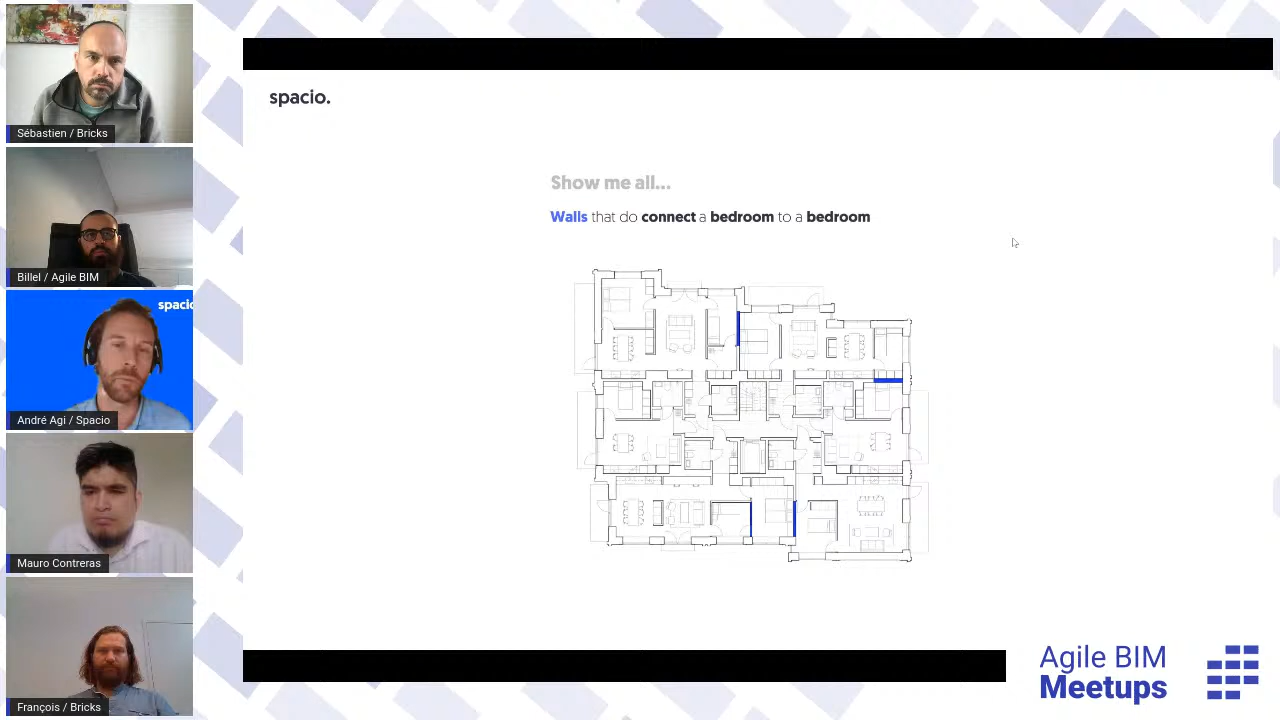 Sébastien / Bricks
Billel / Agile BIM
spacio
André Agi / Spacio
Mauro Contreras
François / Bricks
spacio.
Show me all...
Walls that do connect a bedroom to a bedroom
Agile BIM
Meetups